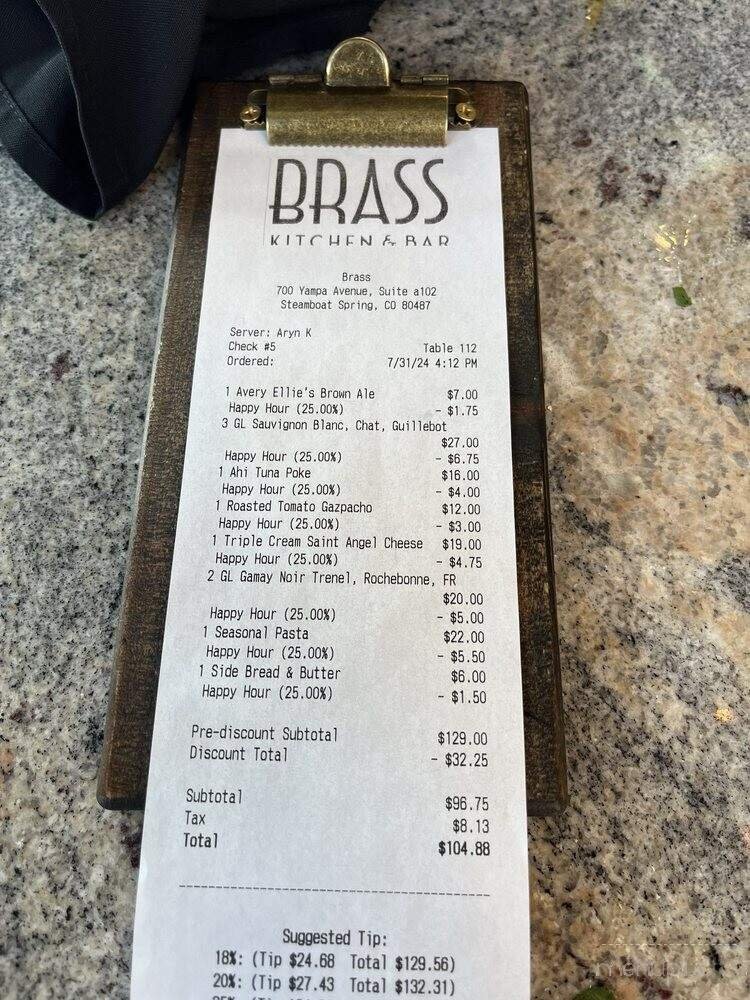 BRASS
KITCHEN & BAR
Brass
700 Yampa Avenue, Suite a102
Steamboat Spring, CO 80487
Server: Aryn K
Check #5 Table 112
Ordered: 7/31/24 4:12 PM
1 Avery Ellie's Brown Ale $7.00
Happy Hour (25.00%) - $1.75
3 GL Sauvignon Blanc, Chat, Guillebot
$27.00
Happy Hour (25.00%) - $6.75
1 Ahi Tuna Poke $16.00
Happy Hour (25.00%) - $4.00
1 Roasted Tomato Gazpacho $12.00
Happy Hour (25.00%) - $3.00
1 Triple Cream Saint Angel Cheese $19.00
Happy Hour (25.00%) - $4.75
2 GL Gamay Noir Trenel, Rochebonne, FR
$20.00
Happy Hour (25.00%) - $5.00
1 Seasonal Pasta $22.00
Happy Hour (25.00%) - $5.50
1 Side Bread & Butter $6.00
Happy Hour (25.00%) - $1.50
Pre-discount Subtotal $129.00
Discount Total - $32.25
Subtotal $96.75
Tax $8.13
Total $104.88
Suggested Tip:
18%: (Tip $24.68 Total $129.56)
20%: (Tip $27.43 Total $132.31)